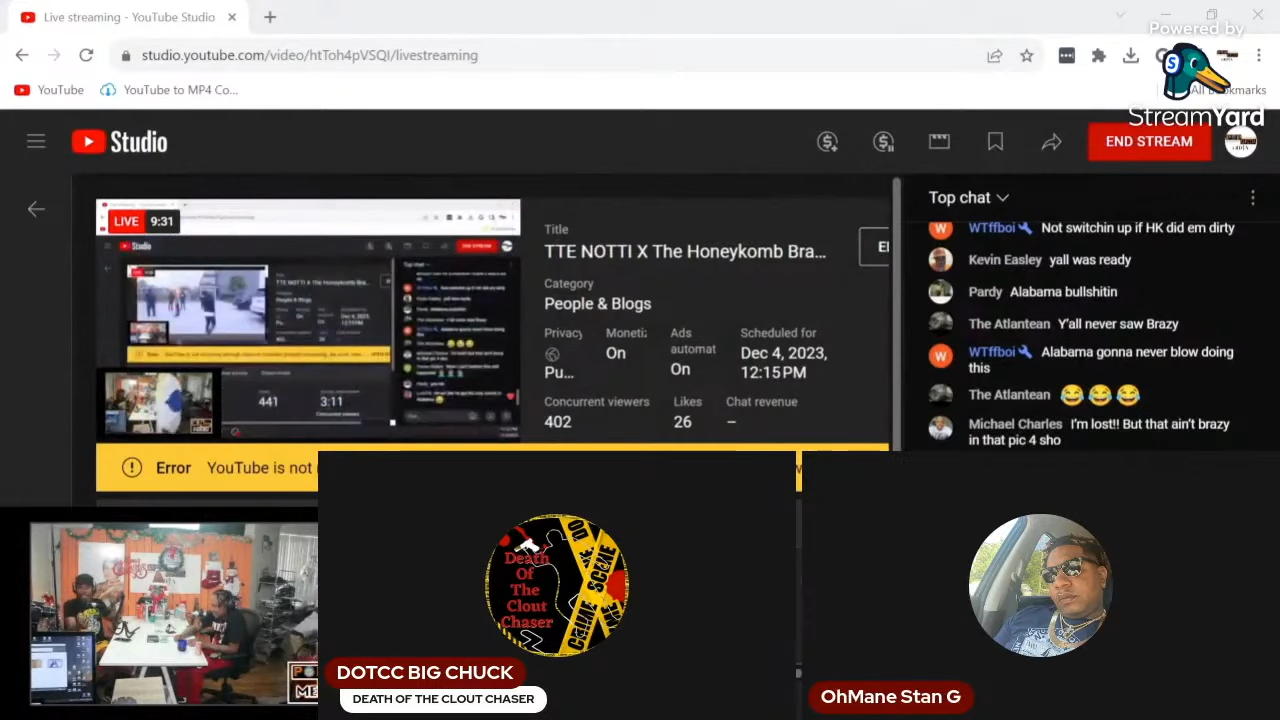 Live streaming - YouTube Studio
Powered by
studio.youtube.com/video/htToh4pVSQI/livestreaming
YouTube
YouTube to MP4 Co...
All Bookmarks
StreamYard
Studio
END STREAM
LIVE 9:31
Title
TTE NOTTI X The Honeykomb Bra...
Category
People & Blogs
Privacy
Pu...
Moneti:
On
Ads
automat
On
Scheduled for
Dec 4, 2023,
12:15 PM
Concurrent viewers
402
Likes
26
Chat revenue
–
441
3:11
Error YouTube is not
Top chat
WTffboi Not switchin up if HK did em dirty
Kevin Easley yall was ready
Pardy Alabama bullshitin
The Atlantean Y'all never saw Brazy
WTffboi Alabama gonna never blow doing
this
The Atlantean 😂😂😂
Michael Charles I'm lost!! But that ain't brazy
in that pic 4 sho
Death
Of
The
Clout
Chaser
DOTCC BIG CHUCK
DEATH OF THE CLOUT CHASER
OhMane Stan G